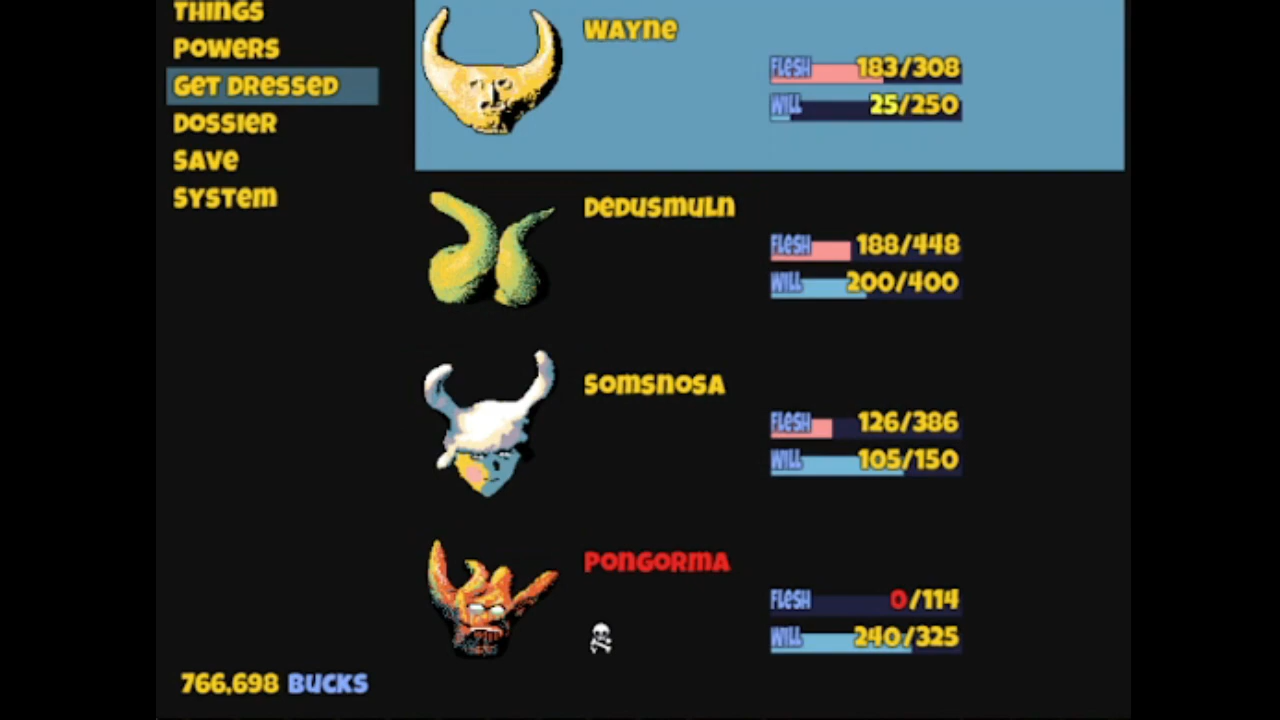 THINGS
POWERS
GET DRESSED
DOSSIER
SAVE
SYSTEM
766,698 BUCKS
WAYNE
FLESH 183/308
WILL 25/250
DEDUSMULN
FLESH 188/448
WILL 200/400
SOMSNOSA
FLESH 126/386
WILL 105/150
PONGORMA
FLESH 0/114
WILL 240/325